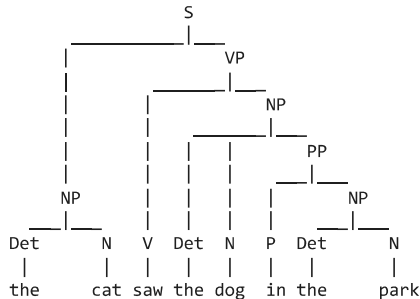 S
VP
NP
PP
NP NP
Det N V Det N P Det N
the cat saw the dog in the park